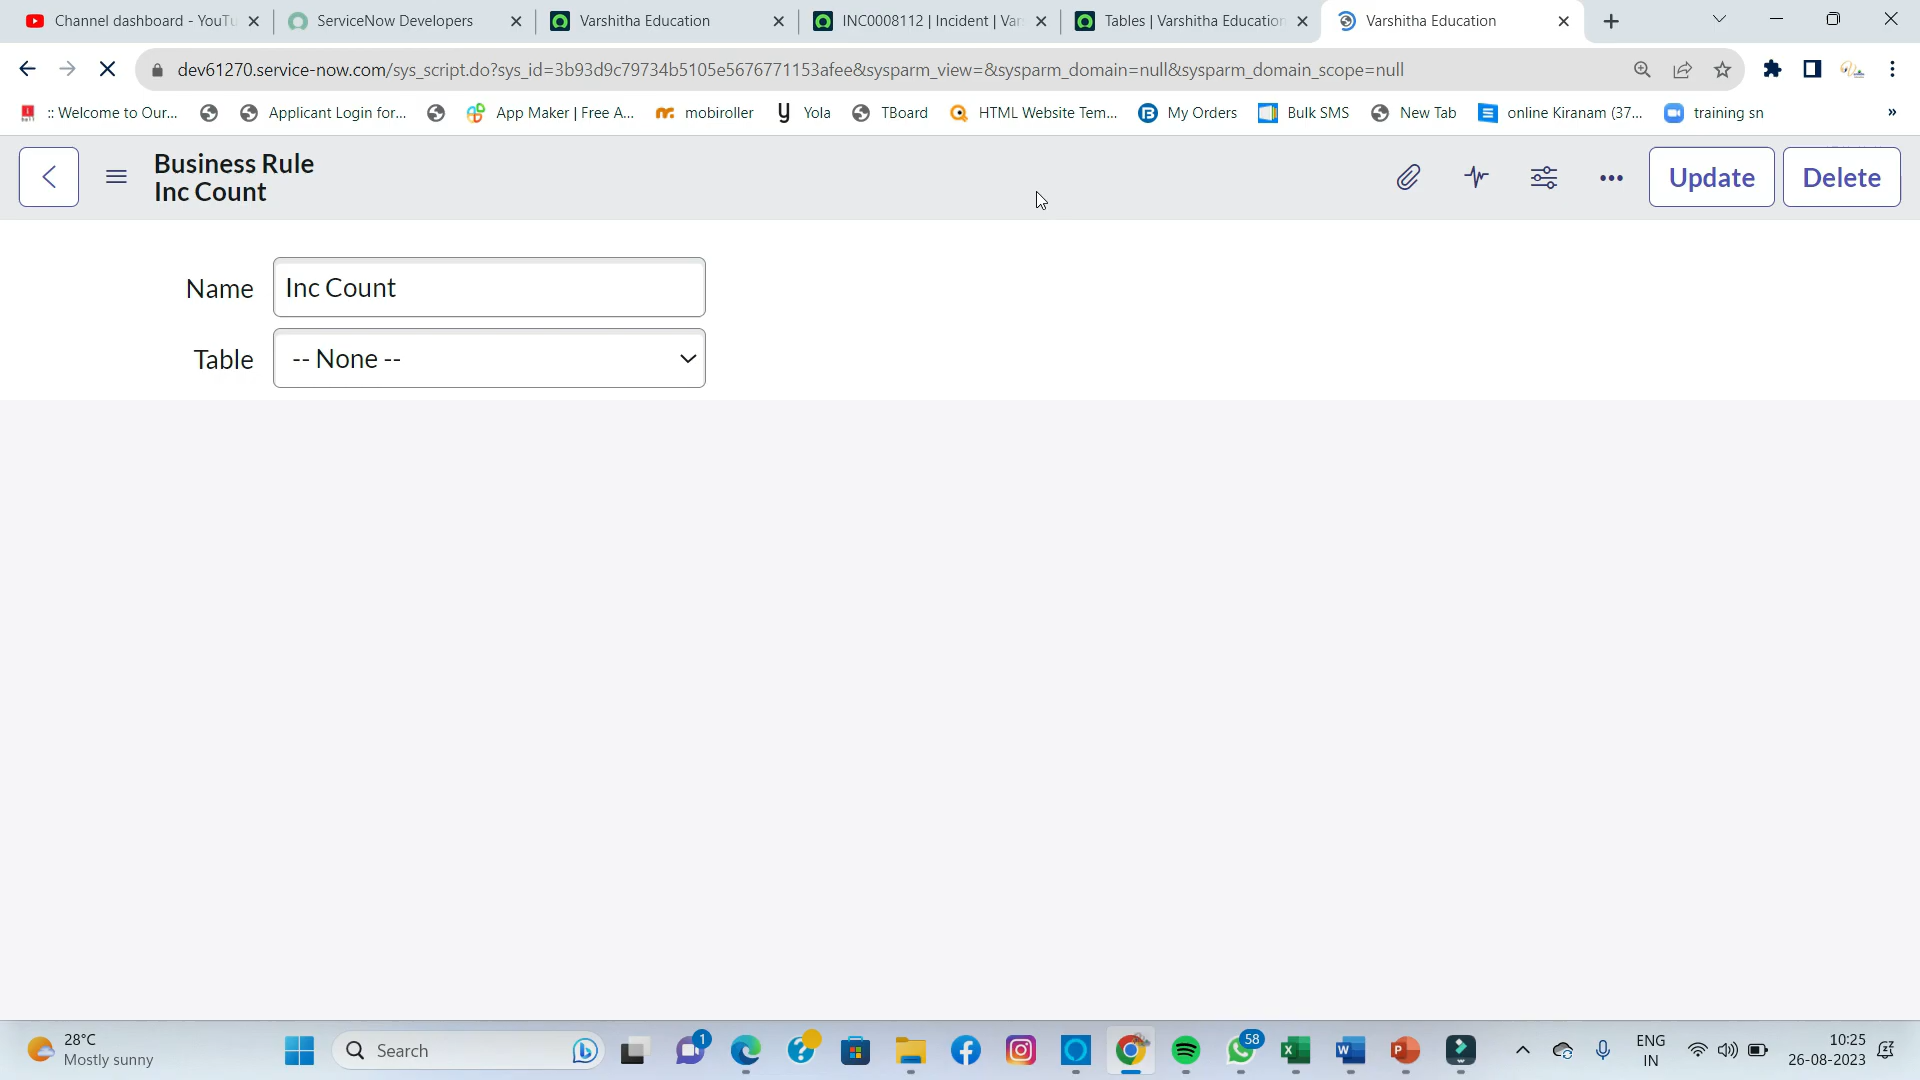 Channel dashboard - YouTu
ServiceNow Developers
Varshitha Education
INC0008112 | Incident | Var
Tables | Varshitha Education
Varshitha Education
dev61270.service-now.com/sys_script.do?sys_id=3b93d9c79734b5105e5676771153afee&sysparm_view=&sysparm_domain=null&sysparm_domain_scope=null
:: Welcome to Our...
Applicant Login for...
App Maker | Free A...
mobiroller
Yola
TBoard
HTML Website Tem...
My Orders
Bulk SMS
New Tab
online Kiranam (37...
training sn
»
Business Rule
Inc Count
Update
Delete
Name
Inc Count
Table
-- None --
28°C
Mostly sunny
Search
1
58
ENG
IN
10:25
26-08-2023